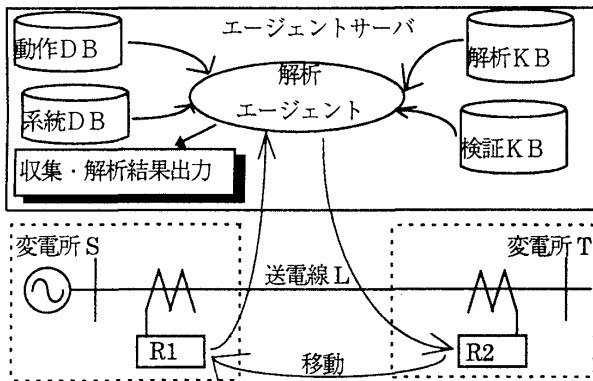 エージェントサーバ
動作DB
系統DB
解析
エージェント
解析KB
検証KB
収集・解析結果出力
変電所S
変電所T
送電線L
R1
移動
R2